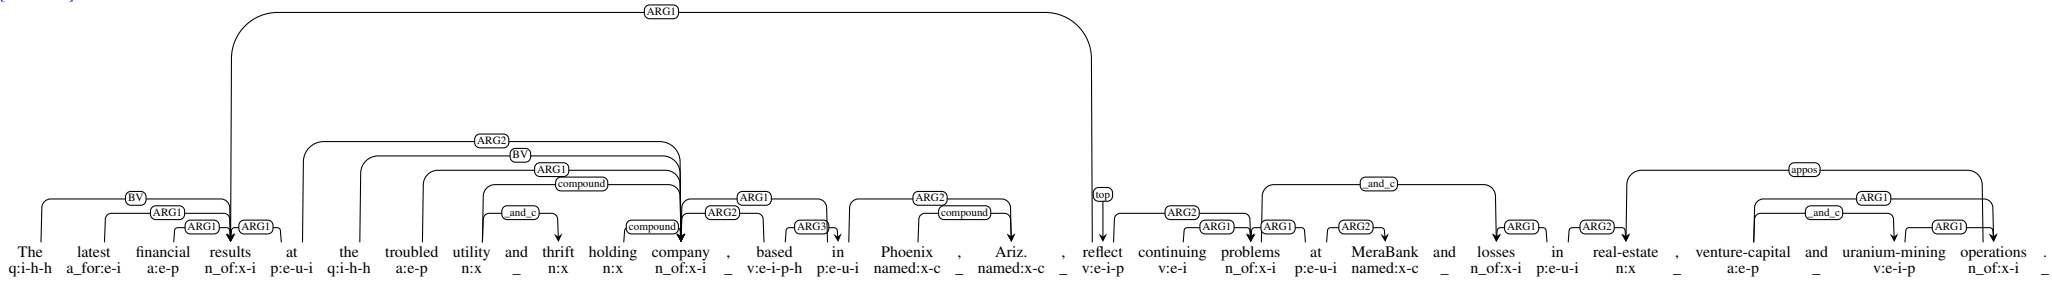 ARG1
ARG2
BV
ARG1 appos
compound _and_c
BV ARG1 ARG2 top ARG1
ARG1 _and_c ARG2 compound ARG2 _and_c
ARG1 ARG1 compound ARG3 ARG1 ARG1 ARG2 ARG1 ARG2 ARG1
The latest financial results at the troubled utility and thrift holding company , based in Phoenix , Ariz. , reflect continuing problems at MeraBank and losses in real-estate , venture-capital and uranium-mining operations .
q:i-h-h a_for:e-i a:e-p n_of:x-i p:e-u-i q:i-h-h a:e-p n:x _ n:x n:x n_of:x-i _ v:e-i-p-h p:e-u-i named:x-c _ named:x-c _ v:e-i-p v:e-i n_of:x-i p:e-u-i named:x-c _ n_of:x-i p:e-u-i n:x _ a:e-p _ v:e-i-p n_of:x-i _